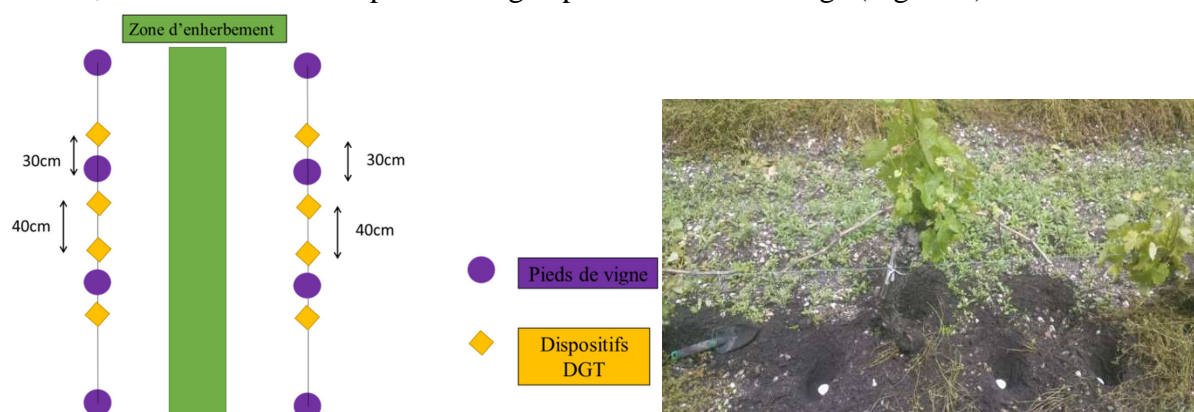 Zone d'enherbement
30cm
30cm
40cm
40cm
Pieds de vigne
Dispositifs
DGT